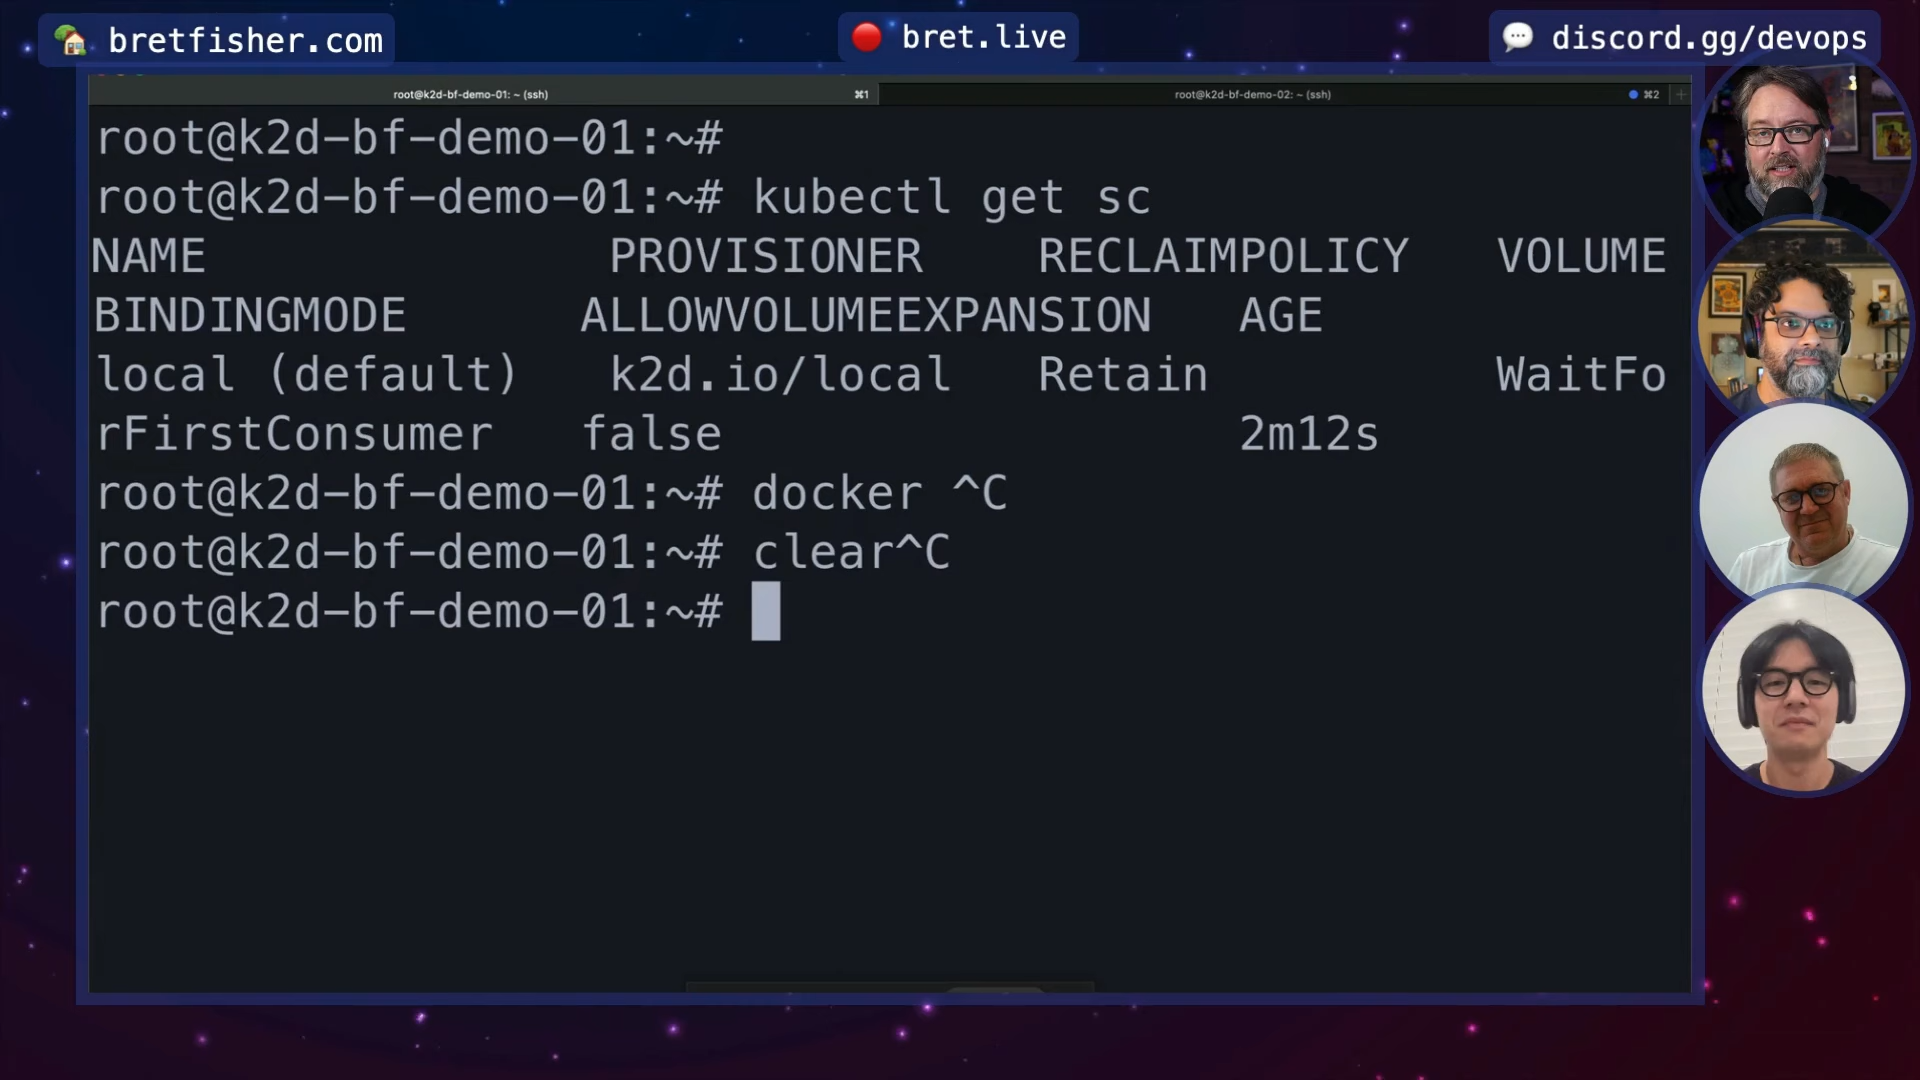 bretfisher.com
bret.live
discord.gg/devops
root@k2d-bf-demo-01: ~ (ssh)
⌘1
root@k2d-bf-demo-02: ~ (ssh)
⌘2
root@k2d-bf-demo-01:~#
root@k2d-bf-demo-01:~# kubectl get sc
NAME PROVISIONER RECLAIMPOLICY VOLUME
BINDINGMODE ALLOWVOLUMEEXPANSION AGE
local (default) k2d.io/local Retain WaitFo
rFirstConsumer false 2m12s
root@k2d-bf-demo-01:~# docker ^C
root@k2d-bf-demo-01:~# clear^C
root@k2d-bf-demo-01:~#